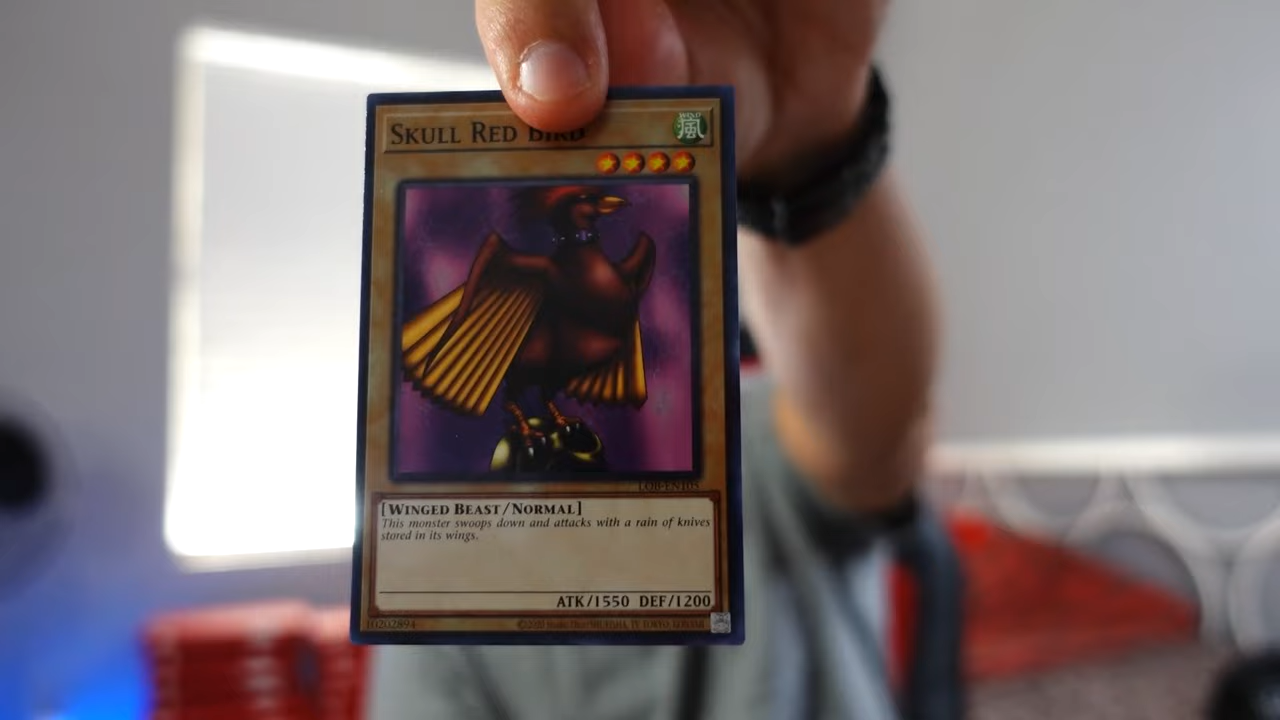 SKULL RED BIRD
WIND
風
LOB-EN105
[WINGED BEAST/NORMAL]
This monster swoops down and attacks with a rain of knives
stored in its wings.
ATK/1550 DEF/1200
10202894